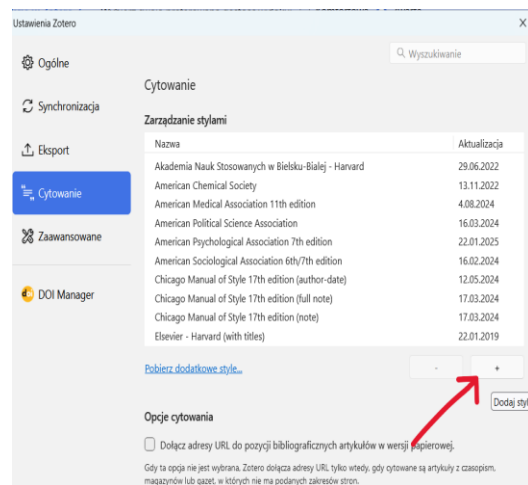 Ustawienia Zotero
X
Wyszukiwanie
Ogólne
Synchronizacja
Eksport
Cytowanie
Zaawansowane
DOI Manager
Cytowanie
Zarządzanie stylami
Nazwa Aktualizacja
Akademia Nauk Stosowanych w Bielsku-Bialej - Harvard 29.06.2022
American Chemical Society 13.11.2022
American Medical Association 11th edition 4.08.2024
American Political Science Association 16.03.2024
American Psychological Association 7th edition 22.01.2025
American Sociological Association 6th/7th edition 16.02.2024
Chicago Manual of Style 17th edition (author-date) 12.05.2024
Chicago Manual of Style 17th edition (full note) 17.03.2024
Chicago Manual of Style 17th edition (note) 17.03.2024
Elsevier - Harvard (with titles) 22.01.2019
Pobierz dodatkowe style... - +
Dodaj styl
Opcje cytowania
Dołącz adresy URL do pozycji bibliograficznych artykułów w wersji papierowej.
Gdy ta opcja nie jest wybrana, Zotero dołącza adresy URL tylko wtedy, gdy cytowane są artykuły z czasopism,
magazynów lub gazet, w których nie ma podanych zakresów stron.